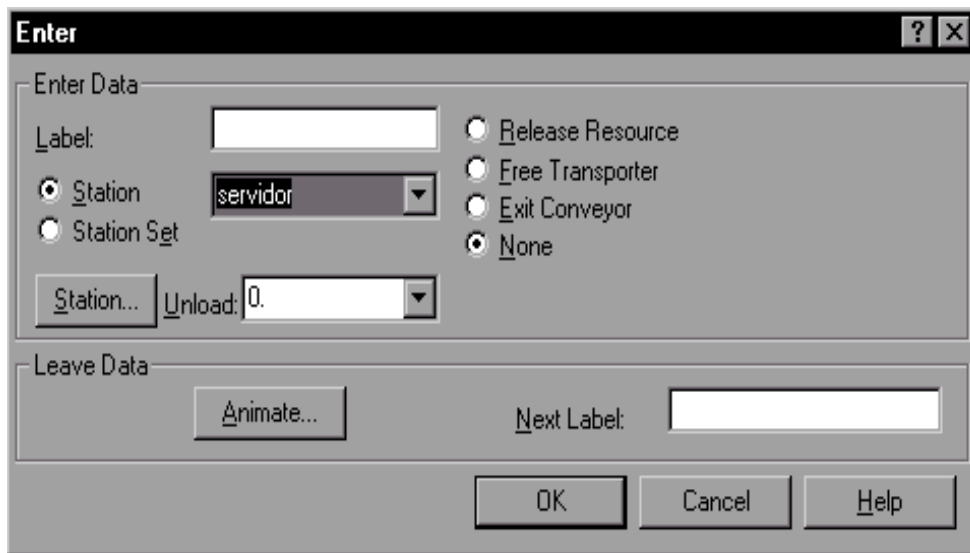 Enter
? X
Enter Data
Label:
Release Resource
Free Transporter
Station
servidor
Exit Conveyor
Station Set
None
Station...
Unload:
0.
Leave Data
Animate...
Next Label:
OK
Cancel
Help